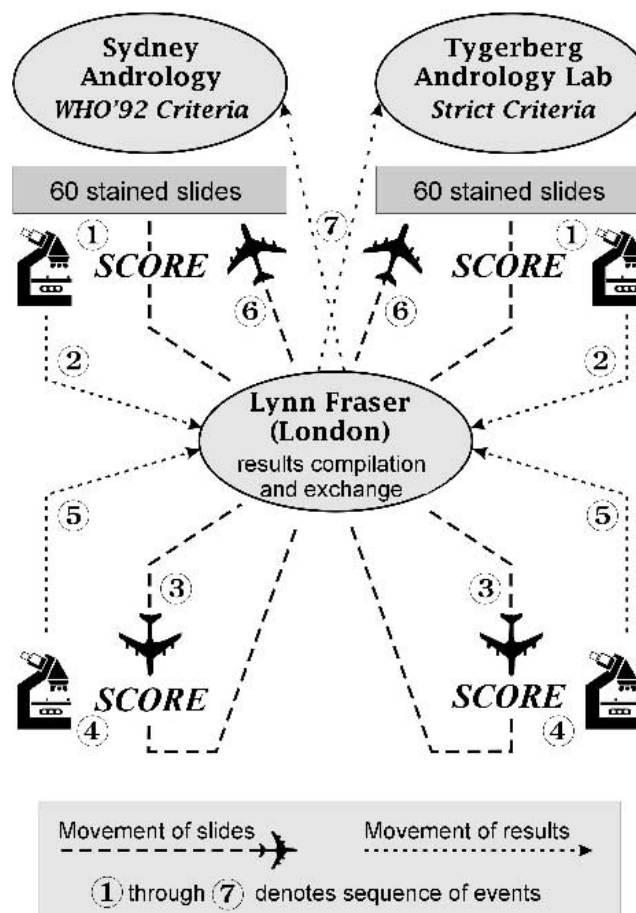 Sydney
Andrology
WHO'92 Criteria
Tygerberg
Andrology Lab
Strict Criteria
60 stained slides
60 stained slides
1
SCORE
7
SCORE
1
6
6
2
2
Lynn Fraser
(London)
results compilation
and exchange
5
5
3
3
SCORE
4
SCORE
4
Movement of slides
Movement of results
1 through 7 denotes sequence of events